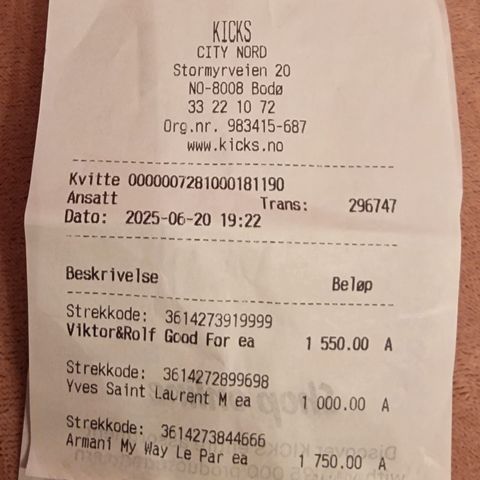 KICKS
CITY NORD
Stormyrveien 20
NO-8008 Bodø
33 22 10 72
Org.nr. 983415-687
www.kicks.no
Kvitte 0000007281000181190
Ansatt Trans: 296747
Dato: 2025-06-20 19:22
Beskrivelse Beløp
Strekkode: 3614273919999
Viktor&Rolf Good For ea 1 550.00 A
Strekkode: 3614272899698
Yves Saint Laurent M ea 1 000.00 A
Strekkode: 3614273844666
Armani My Way Le Par ea 1 750.00 A